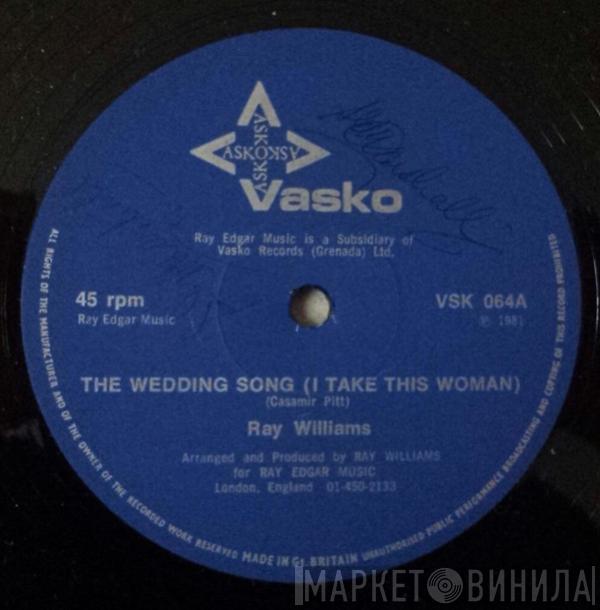 VASKO
VASKO
Vasko
Ray Edgar Music is a Subsidiary of
Vasko Records (Grenada) Ltd.
45 rpm
VSK 064A
Ray Edgar Music
℗ 1981
THE WEDDING SONG (I TAKE THIS WOMAN)
(Casamir Pitt)
Ray Williams
Arranged and Produced by RAY WILLIAMS
for RAY EDGAR MUSIC
London, England 01-450-2133
ALL RIGHTS OF THE MANUFACTURER AND OF THE OWNER OF THE RECORDED WORK RESERVED MADE IN Gt. BRITAIN UNAUTHORISED PUBLIC PERFORMANCE BROADCASTING AND COPYING OF THIS RECORD PROHIBITED
МАРКЕТ ВИНИЛА